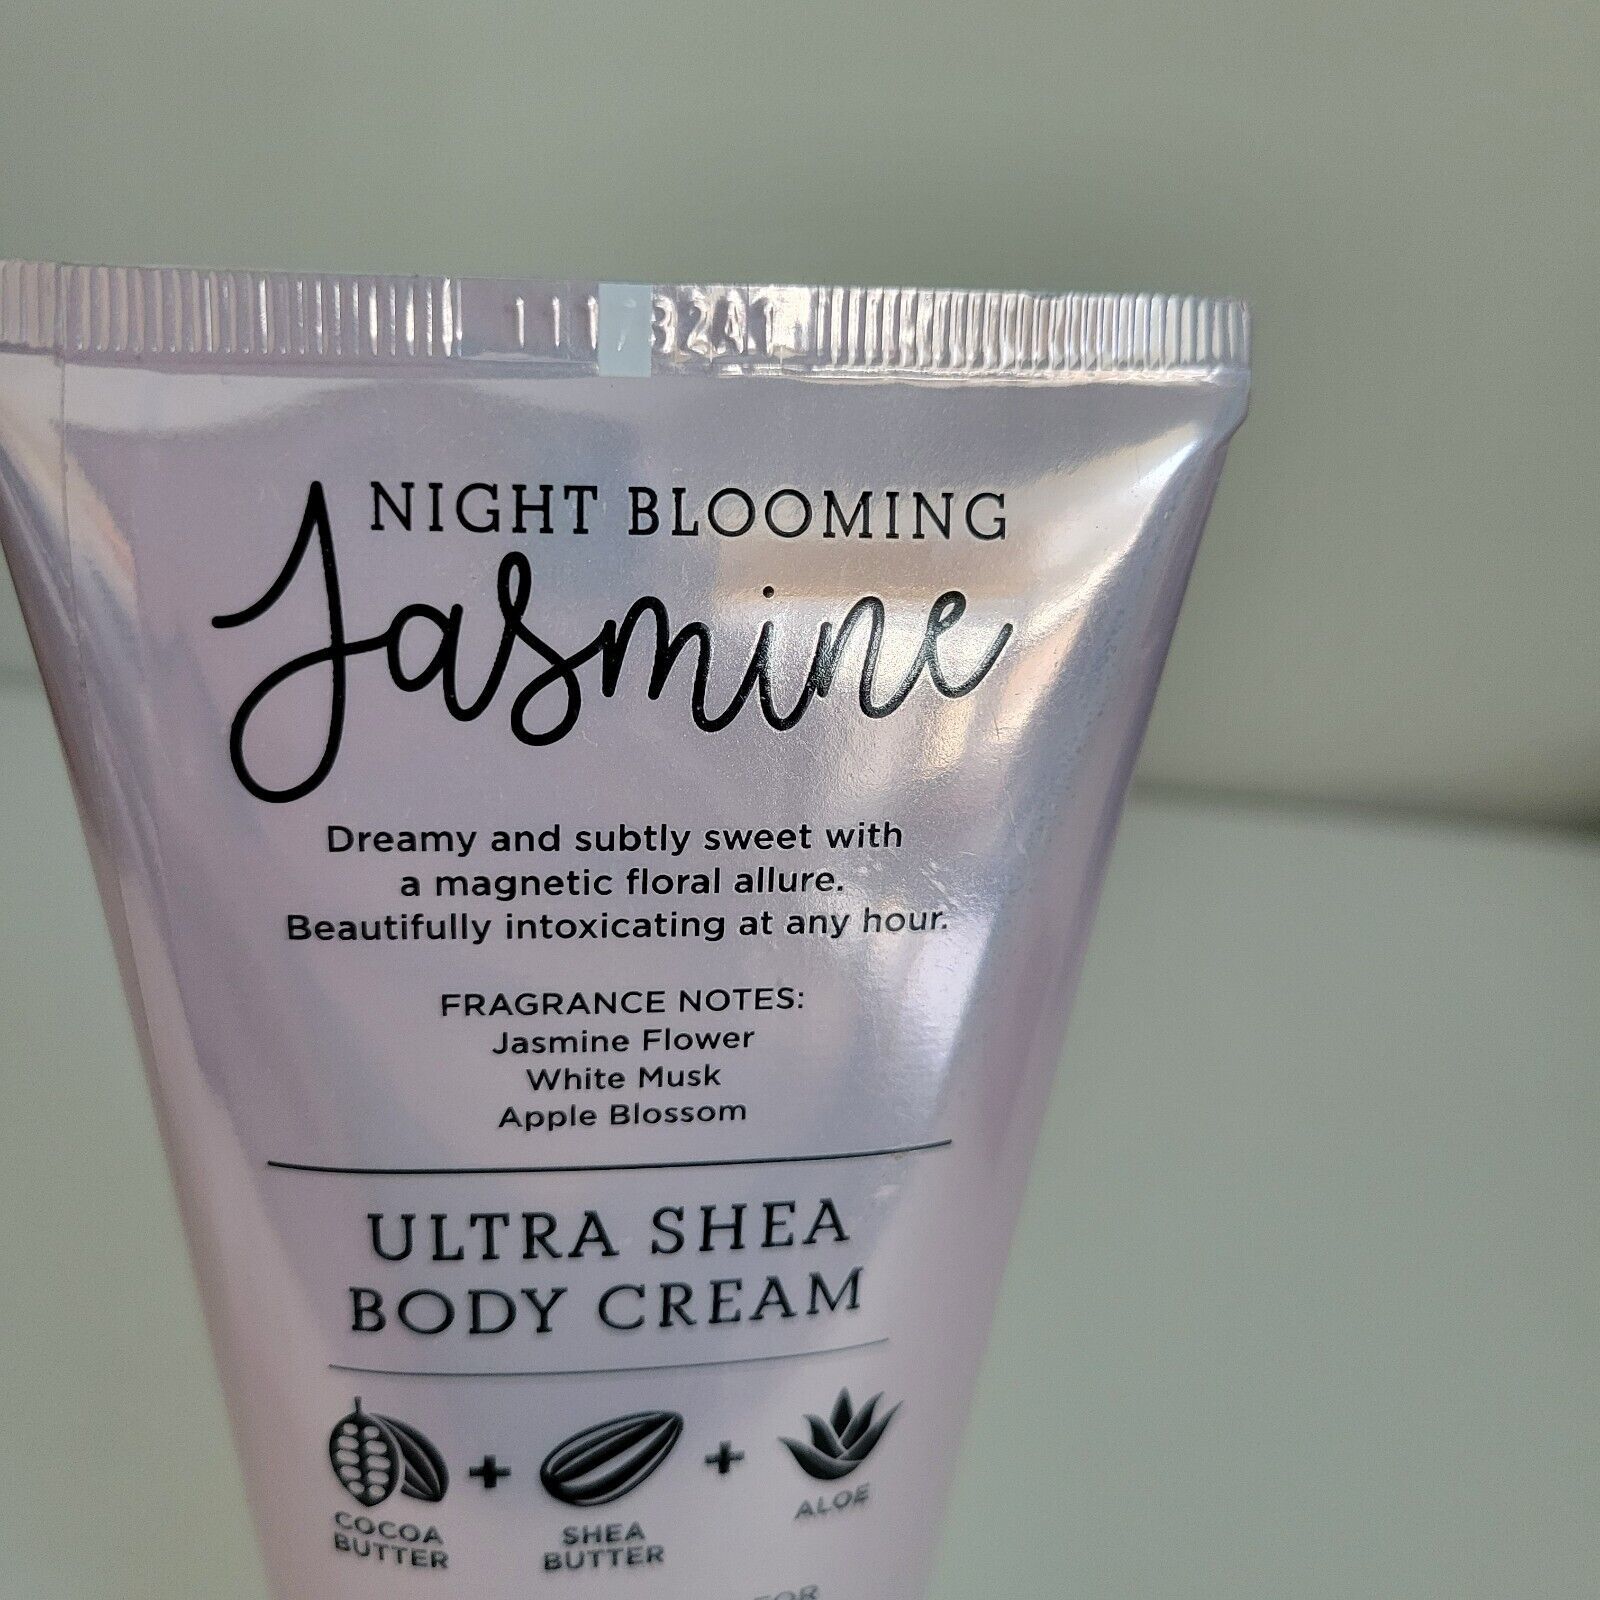 NIGHT BLOOMING
Jasmine
Dreamy and subtly sweet with
a magnetic floral allure.
Beautifully intoxicating at any hour.
FRAGRANCE NOTES:
Jasmine Flower
White Musk
Apple Blossom
ULTRA SHEA
BODY CREAM
COCOA
BUTTER
+
SHEA
BUTTER
+
ALOE
FOR